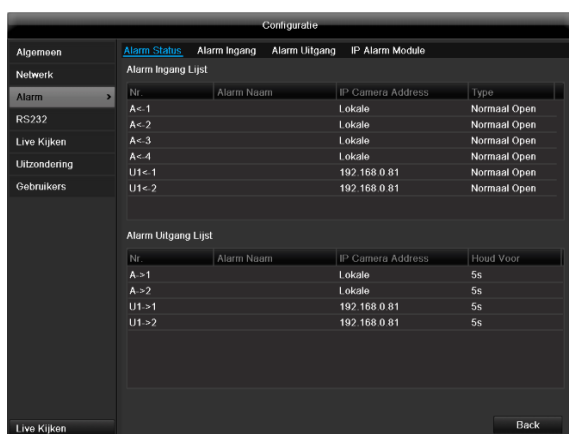 Configuratie
Algemeen
Netwerk
Alarm >
RS232
Live Kijken
Uitzondering
Gebruikers
Live Kijken
Alarm Status Alarm Ingang Alarm Uitgang IP Alarm Module
Alarm Ingang Lijst
Nr. Alarm Naam IP Camera Address Type
A<-1 Lokale Normaal Open
A<-2 Lokale Normaal Open
A<-3 Lokale Normaal Open
A<-4 Lokale Normaal Open
U1<-1 192.168.0.81 Normaal Open
U1<-2 192.168.0.81 Normaal Open
Alarm Uitgang Lijst
Nr. Alarm Naam IP Camera Address Houd Voor
A->1 Lokale 5s
A->2 Lokale 5s
U1->1 192.168.0.81 5s
U1->2 192.168.0.81 5s
Back